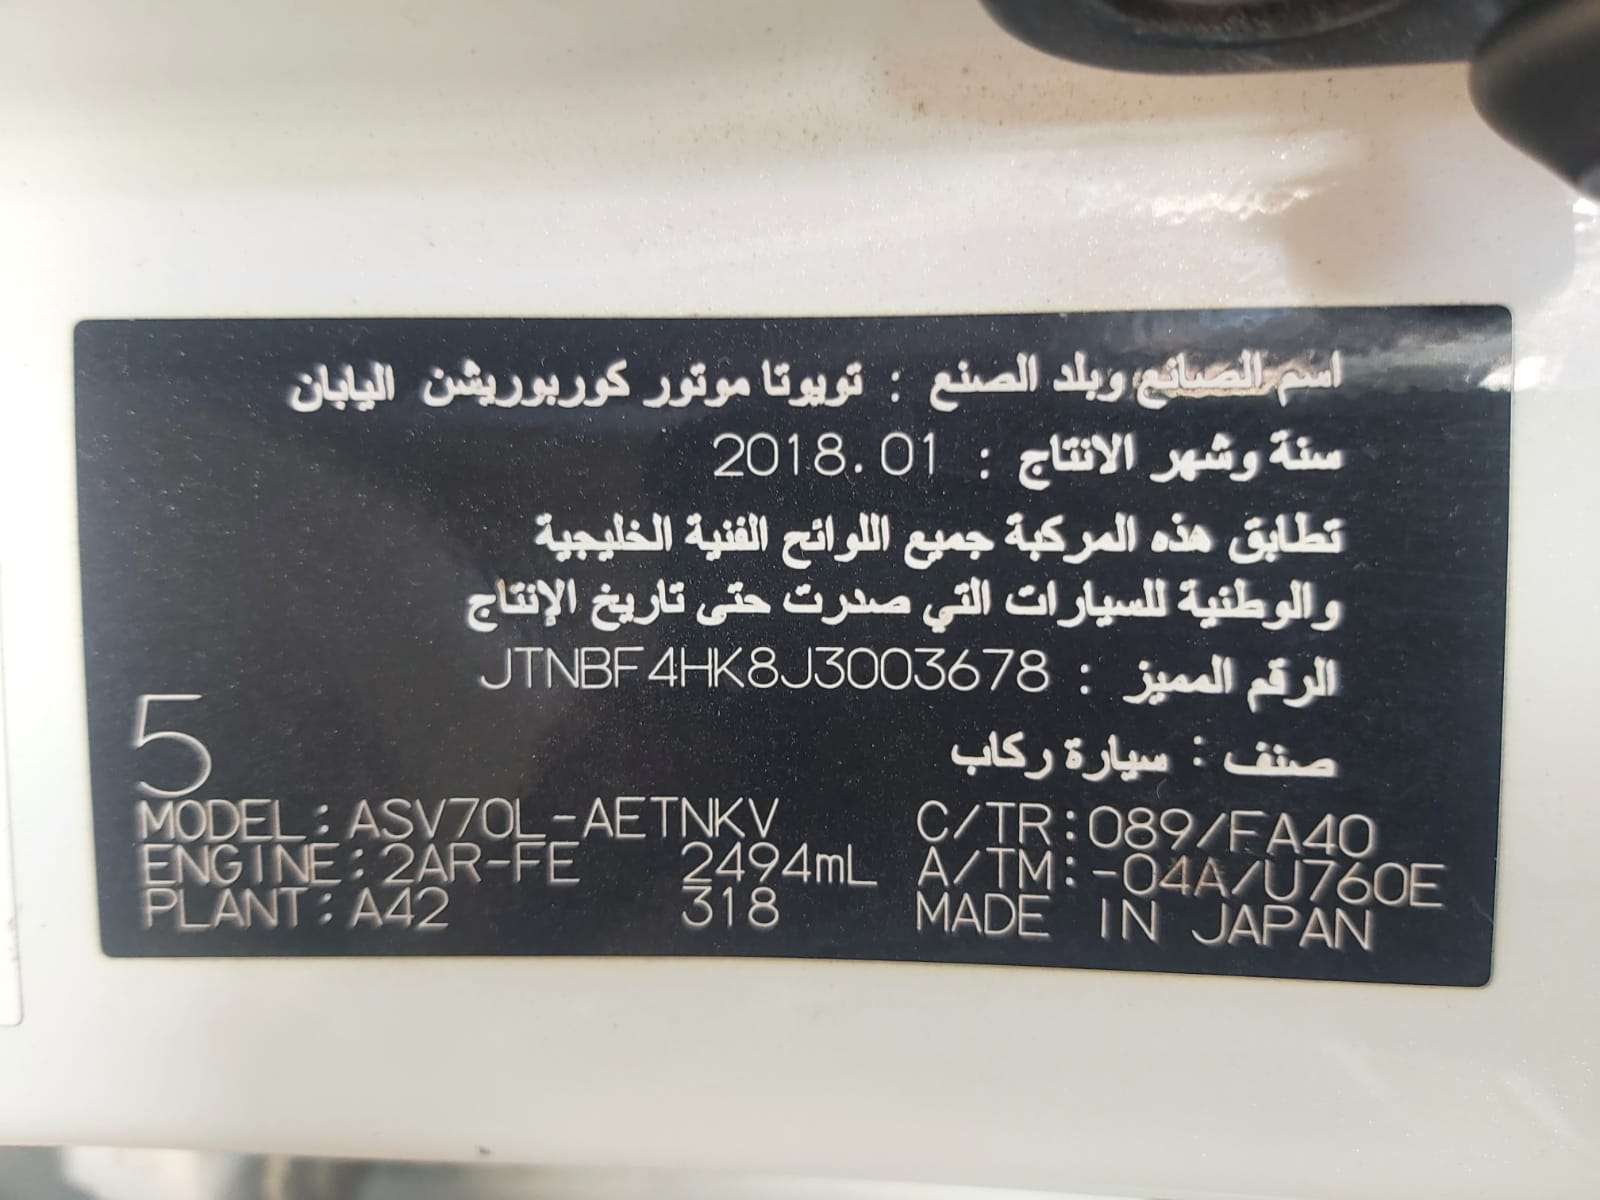 اسم الصانع وبلد الصنع : تويوتا موتور كوربوريشن اليابان
سنة وشهر الانتاج : 2018.01
تطابق هذه المركبة جميع اللوائح الفنية الخليجية
والوطنية للسيارات التي صدرت حتى تاريخ الإنتاج
الرقم المميز : JTNBF4HK8J3003678
صنف : سيارة ركاب
5
MODEL:ASV70L-AETNKV C/TR:089/FA40
ENGINE:2AR-FE 2494mL A/TM:-04A/U760E
PLANT:A42 318 MADE IN JAPAN